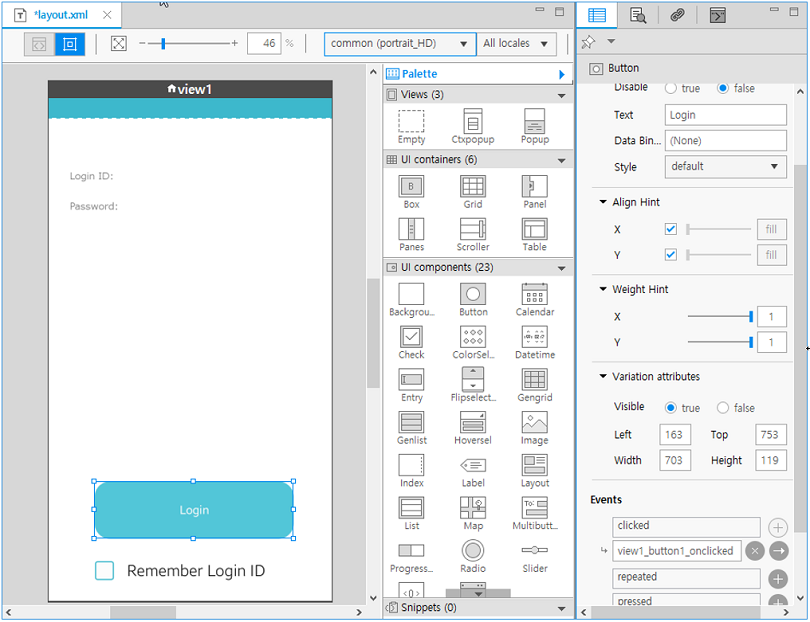 *layout.xml
46 %
common (portrait_HD)
All locales
view1
Login ID:
Password:
Login
Remember Login ID
Palette
Views (3)
Empty Ctxpopup Popup
UI containers (6)
B
Box Grid Panel
Panes Scroller Table
UI components (23)
Backgrou... Button Calendar
Check ColorSel... Datetime
Entry Flipselect... Gengrid
Genlist Hoversel Image
Index Label Layout
To:
List Map Multibutt...
Progress... Radio Slider
Snippets (0)
Button
Disable true false
Text Login
Data Bin... (None)
Style default
Align Hint
X fill
Y fill
Weight Hint
X 1
Y 1
Variation attributes
Visible true false
Left 163 Top 753
Width 703 Height 119
Events
clicked
view1_button1_onclicked
repeated
pressed